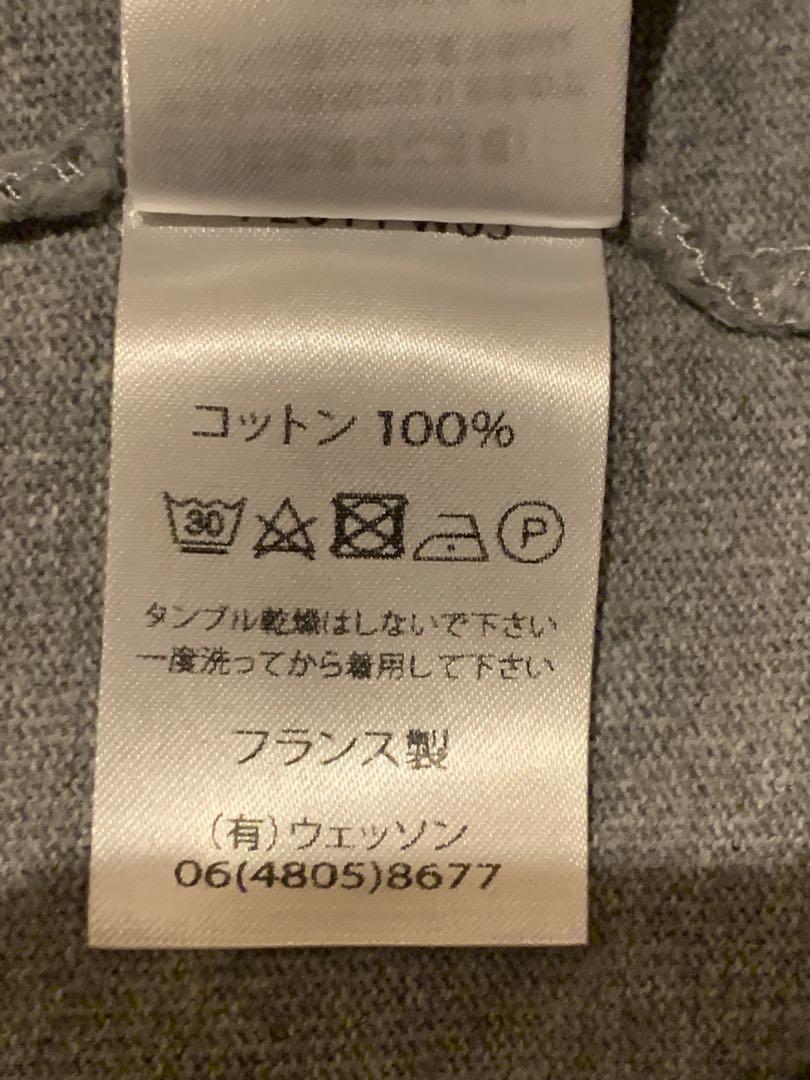 コットン 100%
30 P
タンブル乾燥はしないで下さい
一度洗ってから着用して下さい
フランス製
(有)ウェッソン
06(4805)8677